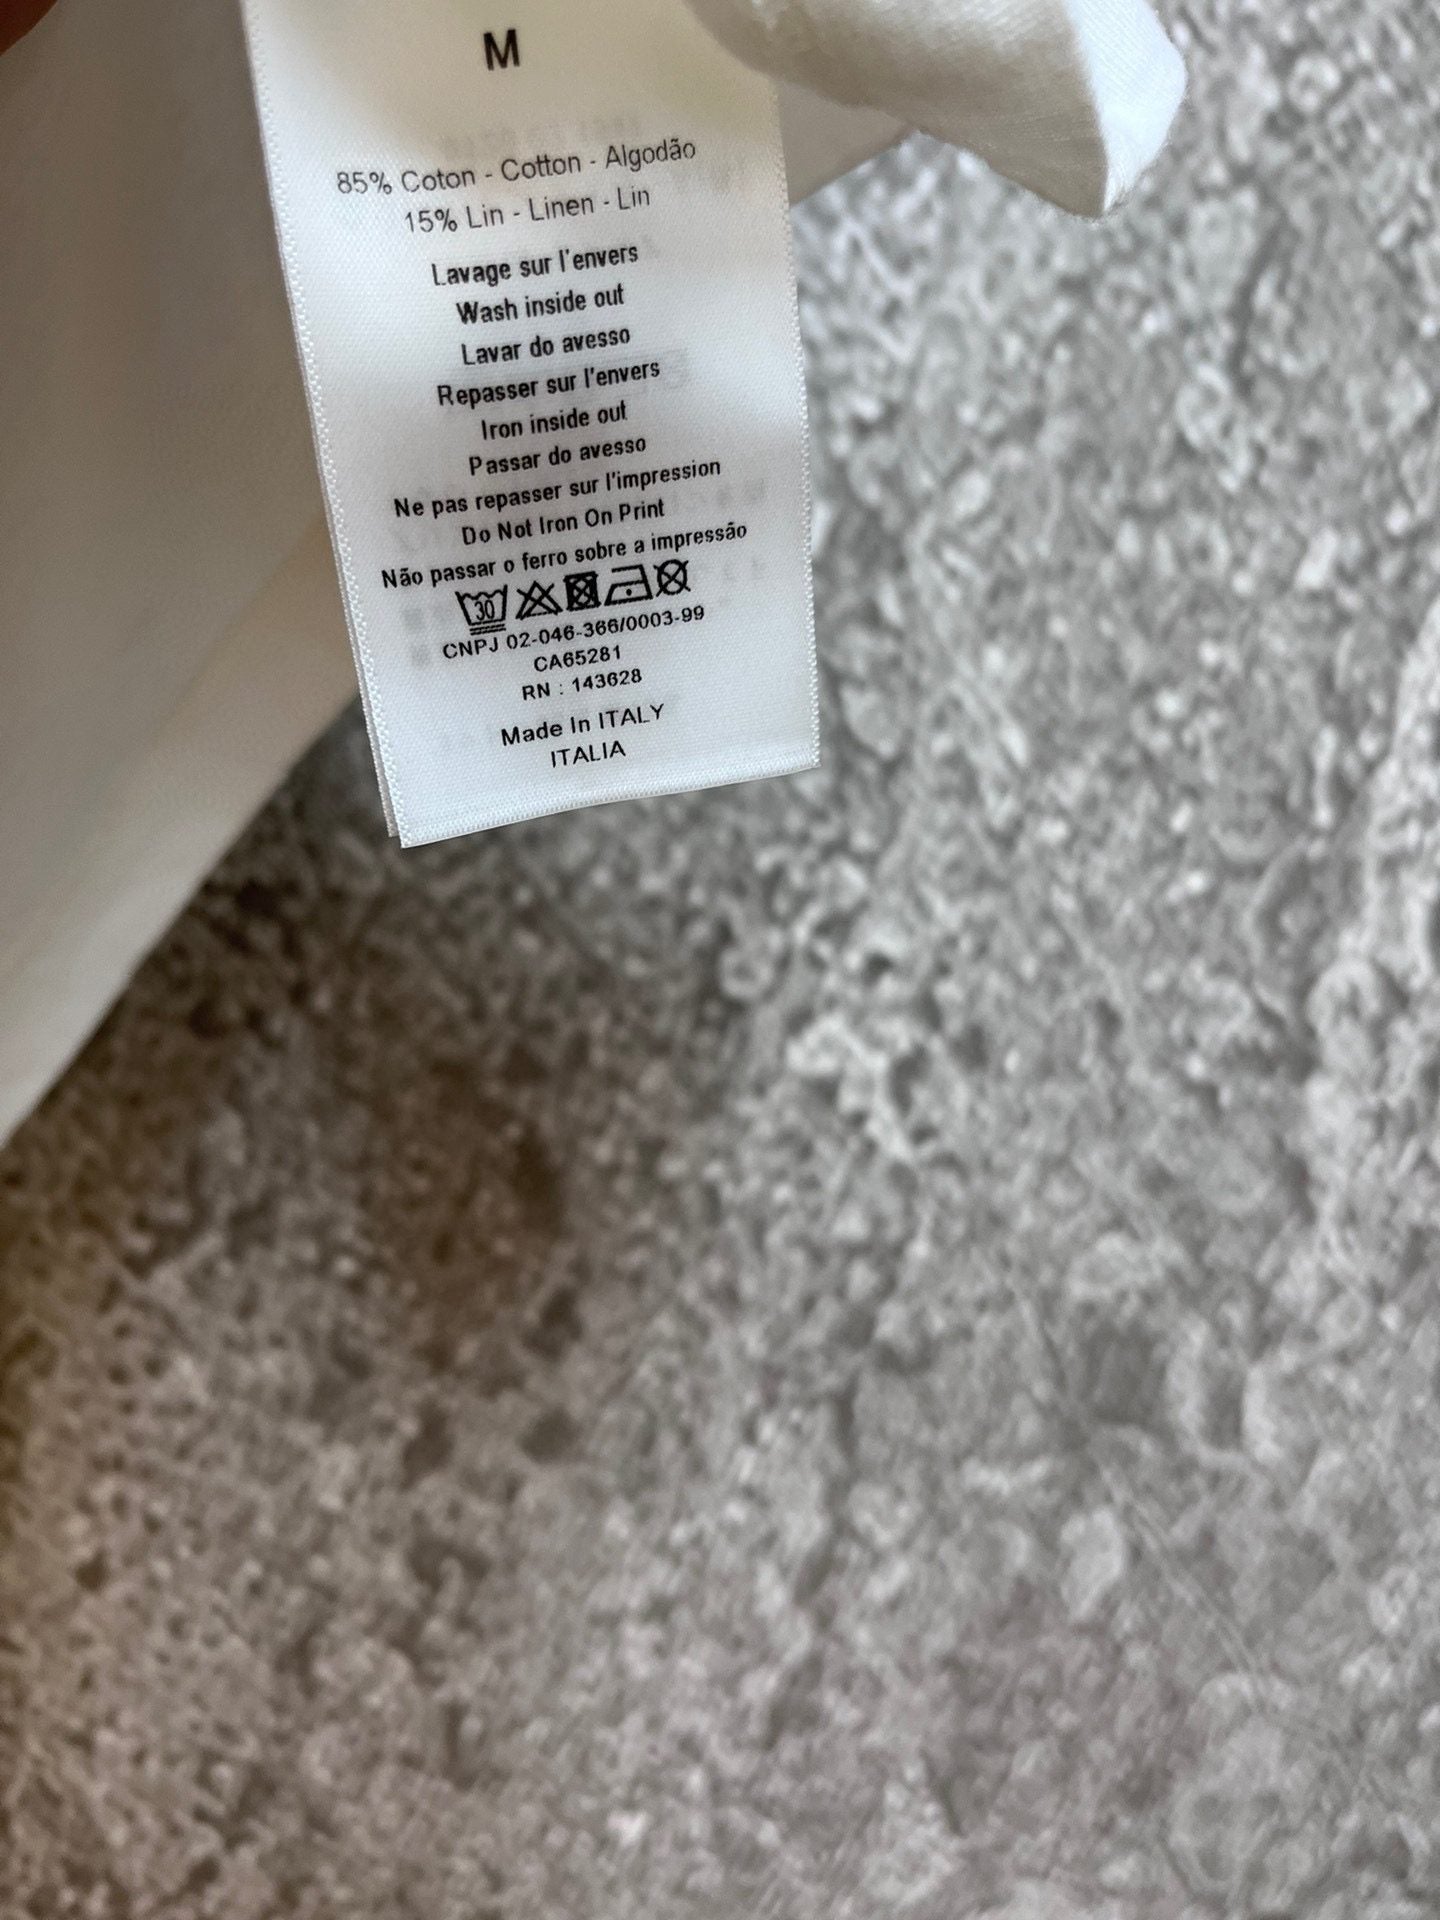 M
85% Coton - Cotton - Algodão
15% Lin - Linen - Lin
Lavage sur l'envers
Wash inside out
Lavar do avesso
Repasser sur l'envers
Iron inside out
Passar do avesso
Ne pas repasser sur l'impression
Do Not Iron On Print
Não passar o ferro sobre a impressão
30
CNPJ 02-046-366/0003-99
CA65281
RN : 143628
Made In ITALY
ITALIA